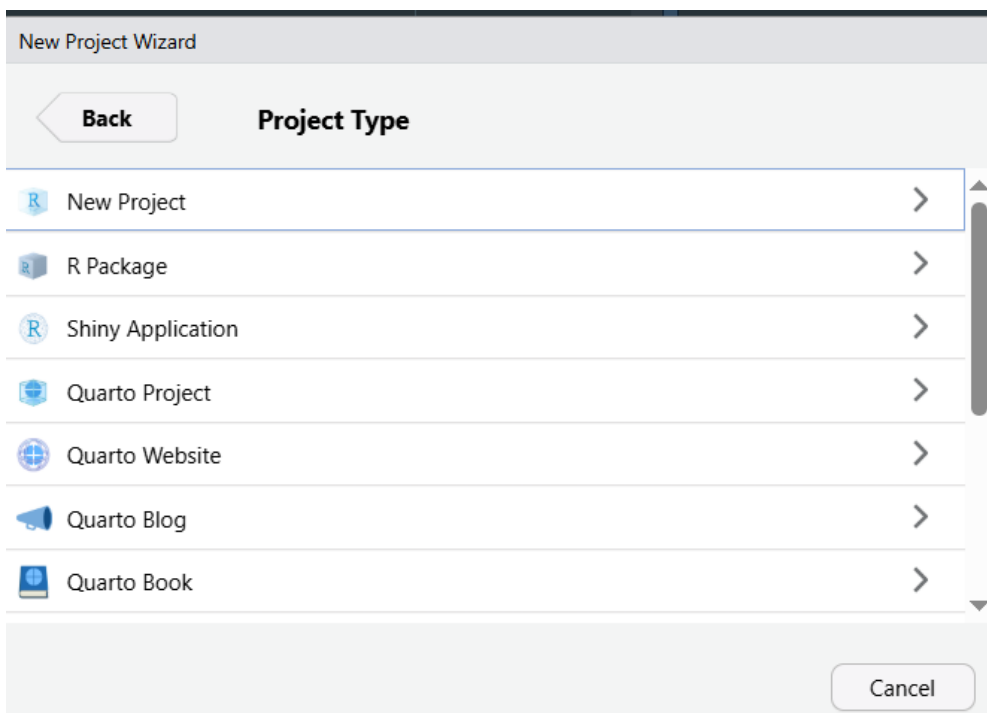 New Project Wizard
Back
Project Type
R New Project
R R Package
R Shiny Application
Quarto Project
Quarto Website
Quarto Blog
Quarto Book
Cancel